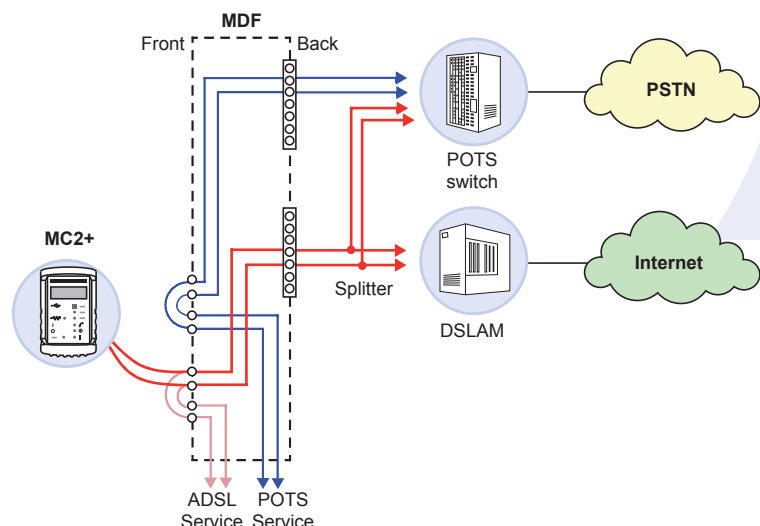 MDF
Front
Back
PSTN
POTS
switch
MC2+
Internet
Splitter
DSLAM
ADSL
Service
POTS
Service